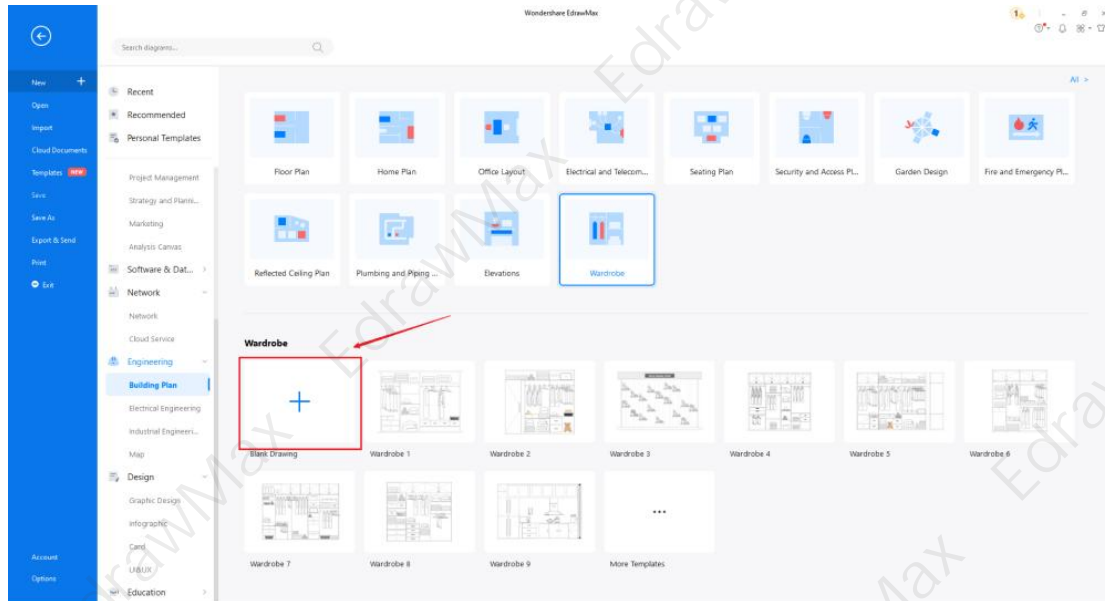 Wondershare EdrawMax
Search diagrams...
New
Open
Import
Cloud Documents
Templates NEW
Save
Save As
Export & Send
Print
Exit
Account
Options
Recent
Recommended
Personal Templates
Project Management
Strategy and Planni...
Marketing
Analysis Canvas
Software & Dat...
Network
Network
Cloud Service
Engineering
Building Plan
Electrical Engineering
Industrial Engineeri...
Map
Design
Graphic Design
Infographic
Card
UI&UX
Education
All >
Floor Plan
Home Plan
Office Layout
Electrical and Telecom...
Seating Plan
Security and Access Pl...
Garden Design
Fire and Emergency Pl...
Reflected Ceiling Plan
Plumbing and Piping ...
Elevations
Wardrobe
Wardrobe
Blank Drawing
Wardrobe 1
Wardrobe 2
Wardrobe 3
Wardrobe 4
Wardrobe 5
Wardrobe 6
Wardrobe 7
Wardrobe 8
Wardrobe 9
More Templates
EdrawMax
EdrawMax
EdrawMax